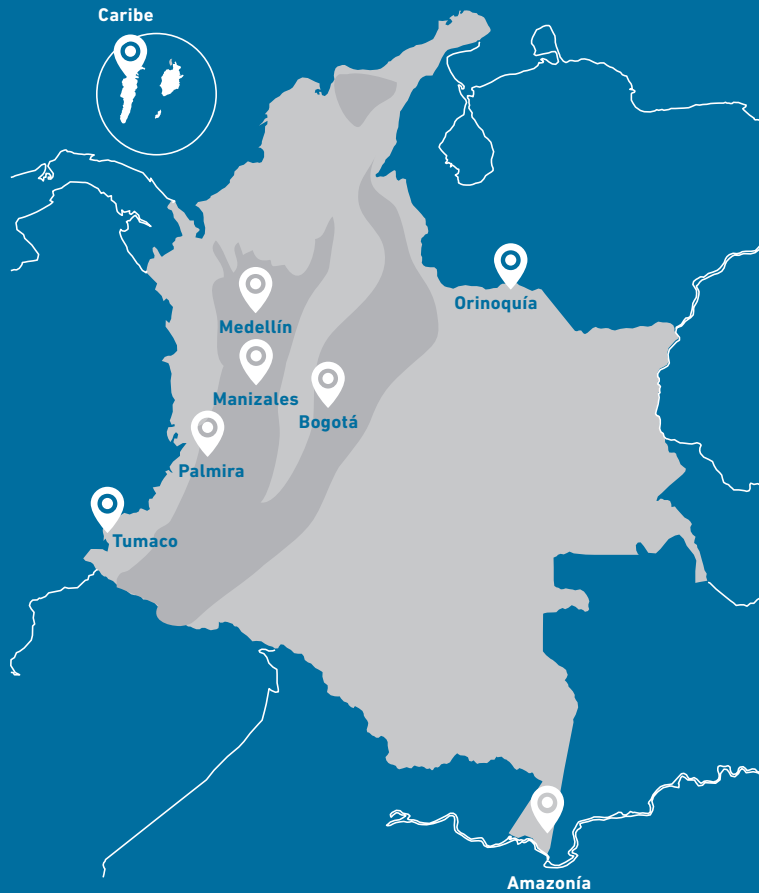 Caribe
Orinoquía
Medellín
Manizales
Bogotá
Palmira
Tumaco
Amazonía